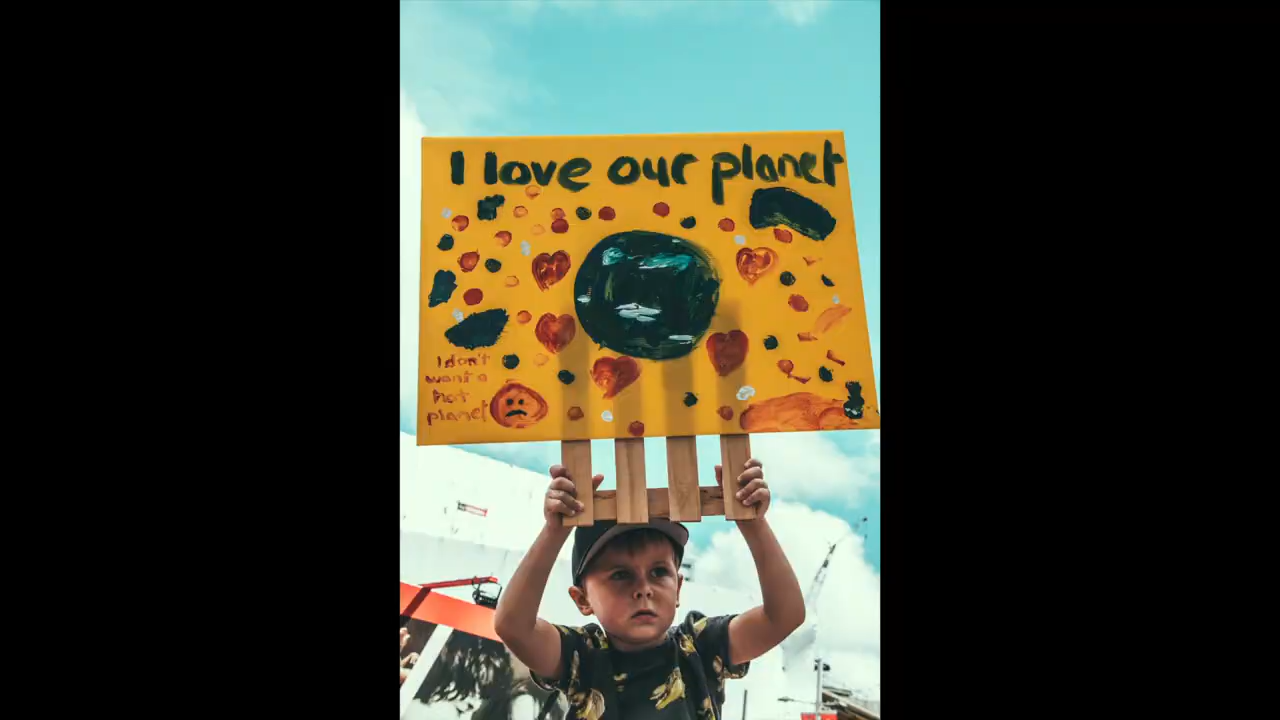 I love our planet
I don't
want a
hot
planet